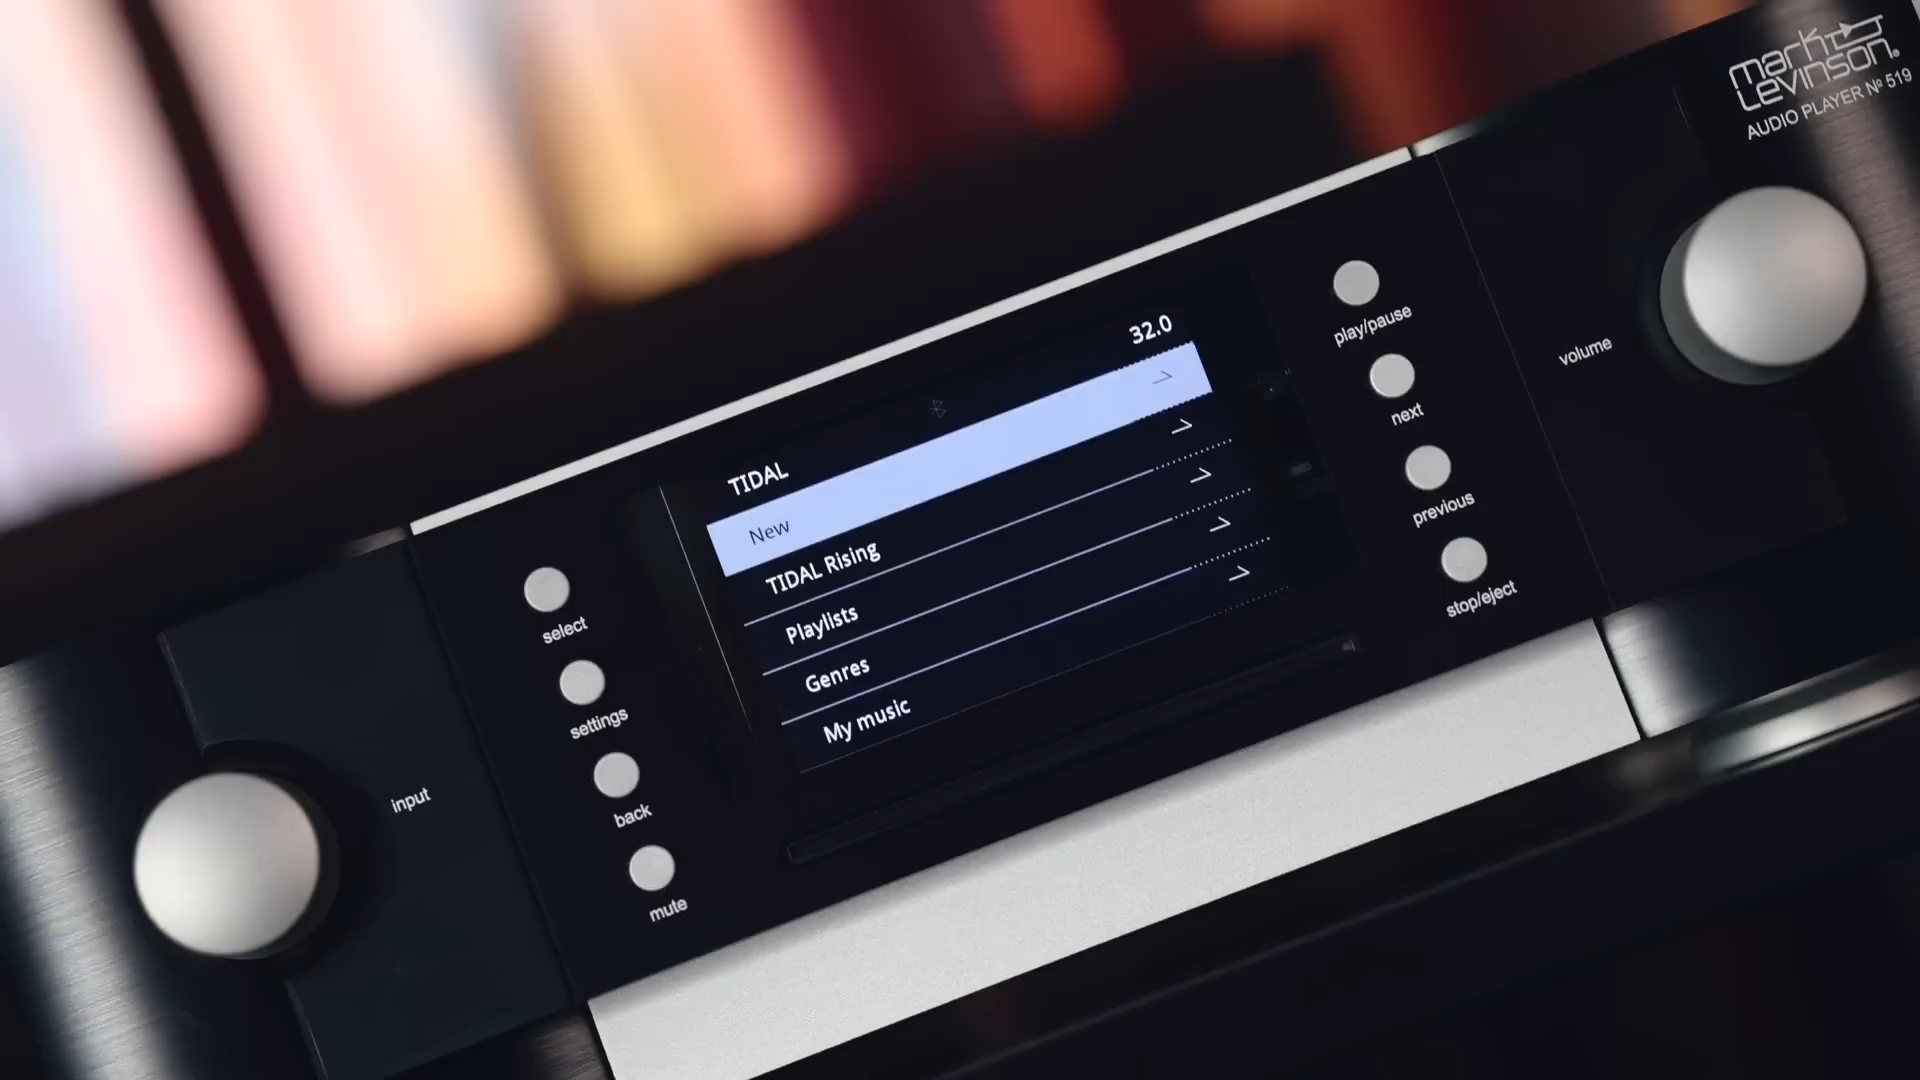 mark
Levinson®
AUDIO PLAYER Nº 519
32.0
TIDAL
New
TIDAL Rising
Playlists
Genres
My music
select
settings
back
mute
input
play/pause
next
previous
stop/eject
volume